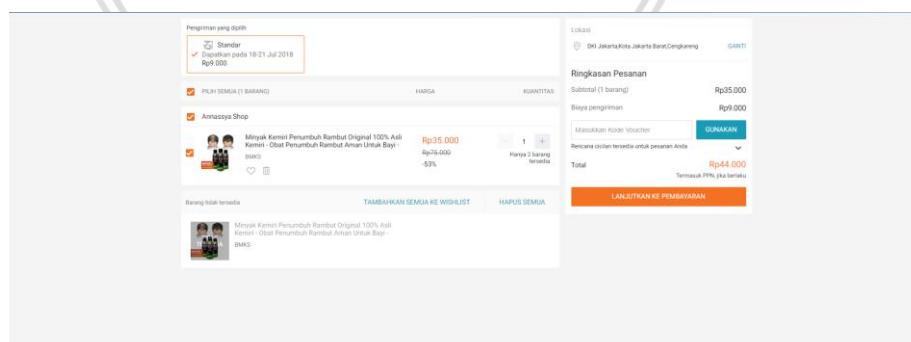 Pengiriman yang dipilih
Standar
Dapatkan pada 18-21 Jul 2018
Rp9.000
PILIH SEMUA (1 BARANG) HARGA KUANTITAS
Annassya Shop
Minyak Kemiri Penumbuh Rambut Original 100% Asli
Kemiri - Obat Penumbuh Rambut Aman Untuk Bayi -
BMKS
Rp35.000
Rp75.000
-53%
- 1 +
Hanya 2 barang
tersedia
Barang tidak tersedia TAMBAHKAN SEMUA KE WISHLIST HAPUS SEMUA
Minyak Kemiri Penumbuh Rambut Original 100% Asli
Kemiri - Obat Penumbuh Rambut Aman Untuk Bayi -
BMKS
Lokasi
DKI Jakarta,Kota Jakarta Barat,Cengkareng GANTI
Ringkasan Pesanan
Subtotal (1 barang) Rp35.000
Biaya pengiriman Rp9.000
Masukkan Kode Voucher GUNAKAN
Rencana cicilan tersedia untuk pesanan Anda
Total Rp44.000
Termasuk PPN, jika berlaku
LANJUTKAN KE PEMBAYARAN